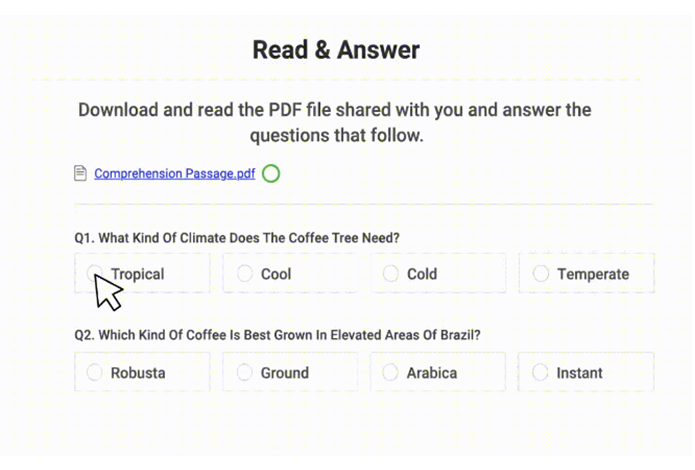 Read & Answer
Download and read the PDF file shared with you and answer the
questions that follow.
Comprehension Passage.pdf
Q1. What Kind Of Climate Does The Coffee Tree Need?
Tropical Cool Cold Temperate
Q2. Which Kind Of Coffee Is Best Grown In Elevated Areas Of Brazil?
Robusta Ground Arabica Instant